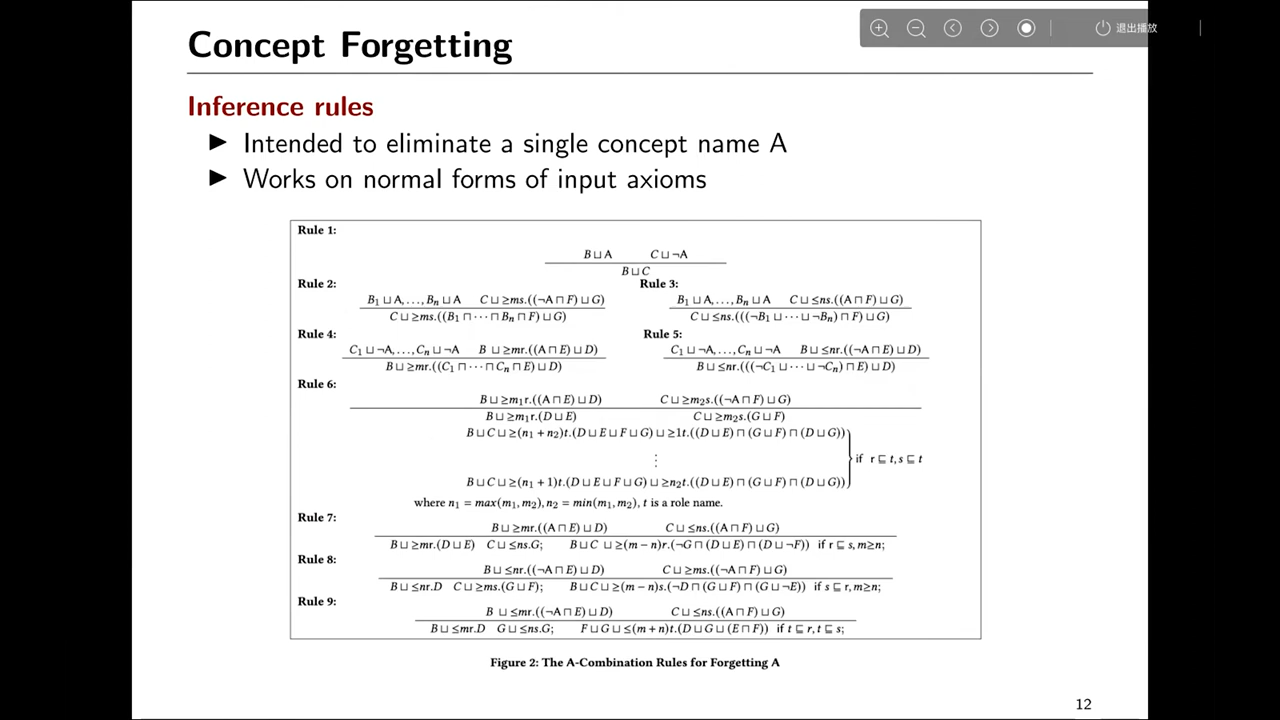 Concept Forgetting
退出播放
Inference rules
▶ Intended to eliminate a single concept name A
▶ Works on normal forms of input axioms
Rule 1:
B⊔A C⊔¬A
B⊔C
Rule 2: Rule 3:
B₁⊔A,…,Bₙ⊔A C⊔≥ms.((¬A⊓F)⊔G) B₁⊔A,…,Bₙ⊔A C⊔≤ns.((A⊓F)⊔G)
C⊔≥ms.((B₁⊓⋯⊓Bₙ⊓F)⊔G) C⊔≤ns.(((¬B₁⊔⋯⊔¬Bₙ)⊓F)⊔G)
Rule 4: Rule 5:
C₁⊔¬A,…,Cₙ⊔¬A B ⊔≥mr.((A⊓E)⊔D) C₁⊔¬A,…,Cₙ⊔¬A B⊔≤nr.((¬A⊓E)⊔D)
B⊔≥mr.((C₁⊓⋯⊓Cₙ⊓E)⊔D) B⊔≤nr.(((¬C₁⊔⋯⊔¬Cₙ)⊓E)⊔D)
Rule 6:
B⊔≥m₁r.((A⊓E)⊔D) C⊔≥m₂s.((¬A⊓F)⊔G)
B⊔≥m₁r.(D⊔E) C⊔≥m₂s.(G⊔F)
B⊔C⊔≥(n₁+n₂)t.(D⊔E⊔F⊔G)⊔≥1t.((D⊔E)⊓(G⊔F)⊓(D⊔G))
⋮ if r⊑t,s⊑t
B⊔C⊔≥(n₁+1)t.(D⊔E⊔F⊔G)⊔≥n₂t.((D⊔E)⊓(G⊔F)⊓(D⊔G))
where n₁ = max(m₁,m₂),n₂ = min(m₁,m₂), t is a role name.
Rule 7:
B⊔≥mr.((A⊓E)⊔D) C⊔≤ns.((A⊓F)⊔G)
B⊔≥mr.(D⊔E) C⊔≤ns.G; B⊔C ⊔≥(m−n)r.(¬G⊓(D⊔E)⊓(D⊔¬F)) if r⊑s,m≥n;
Rule 8:
B⊔≤nr.((¬A⊓E)⊔D) C⊔≥ms.((¬A⊓F)⊔G)
B⊔≤nr.D C⊔≥ms.(G⊔F); B⊔C⊔≥(m−n)s.(¬D⊓(G⊔F)⊓(G⊔¬E)) if s⊑r,m≥n;
Rule 9:
B ⊔≤mr.((¬A⊓E)⊔D) C⊔≤ns.((A⊓F)⊔G)
B⊔≤mr.D G⊔≤ns.G; F⊔G⊔≤(m+n)t.(D⊔G⊔(E⊓F)) if t⊑r,t⊑s;
Figure 2: The A-Combination Rules for Forgetting A
12